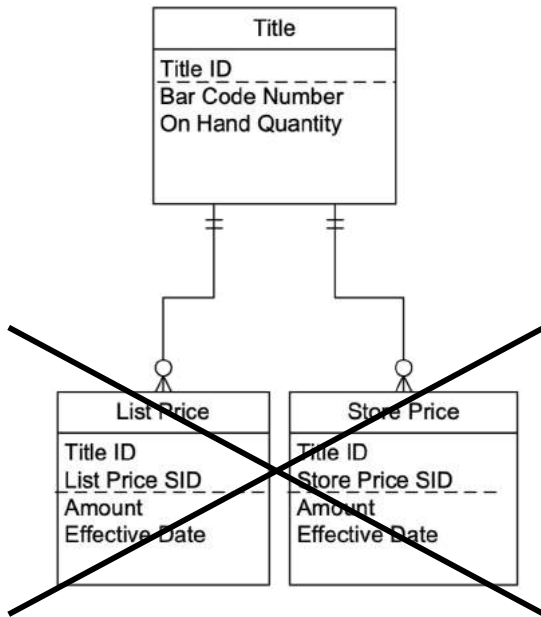 Title
Title ID
Bar Code Number
On Hand Quantity
List Price
Title ID
List Price SID
Amount
Effective Date
Store Price
Title ID
Store Price SID
Amount
Effective Date